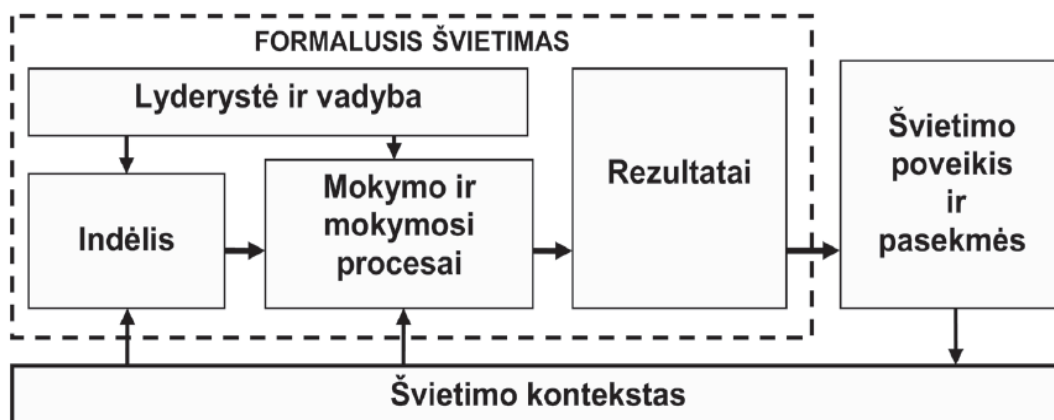 FORMALUSIS ŠVIETIMAS
Lyderystė ir vadyba
Indėlis
Mokymo ir
mokymosi
procesai
Rezultatai
Švietimo
poveikis
ir
pasekmės
Švietimo kontekstas